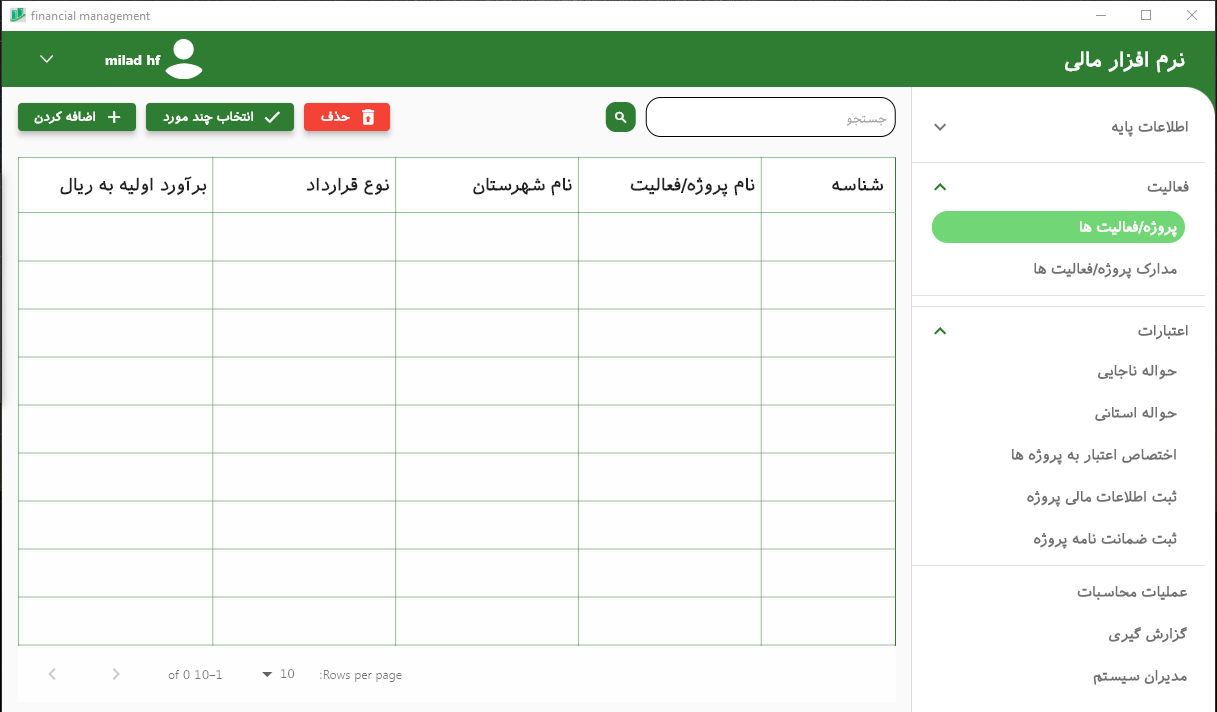 financial management
نرم افزار مالی
milad hf
اطلاعات پایه
فعالیت
پروژه/فعالیت ها
مدارک پروژه/فعالیت ها
اعتبارات
حواله ناجایی
حواله استانی
اختصاص اعتبار به پروژه ها
ثبت اطلاعات مالی پروژه
ثبت ضمانت نامه پروژه
عملیات محاسبات
گزارش گیری
مدیران سیستم
جستجو
حذف
انتخاب چند مورد
اضافه کردن
شناسه
نام پروژه/فعالیت
نام شهرستان
نوع قرارداد
برآورد اولیه به ریال
:Rows per page
10
of 0 10–1